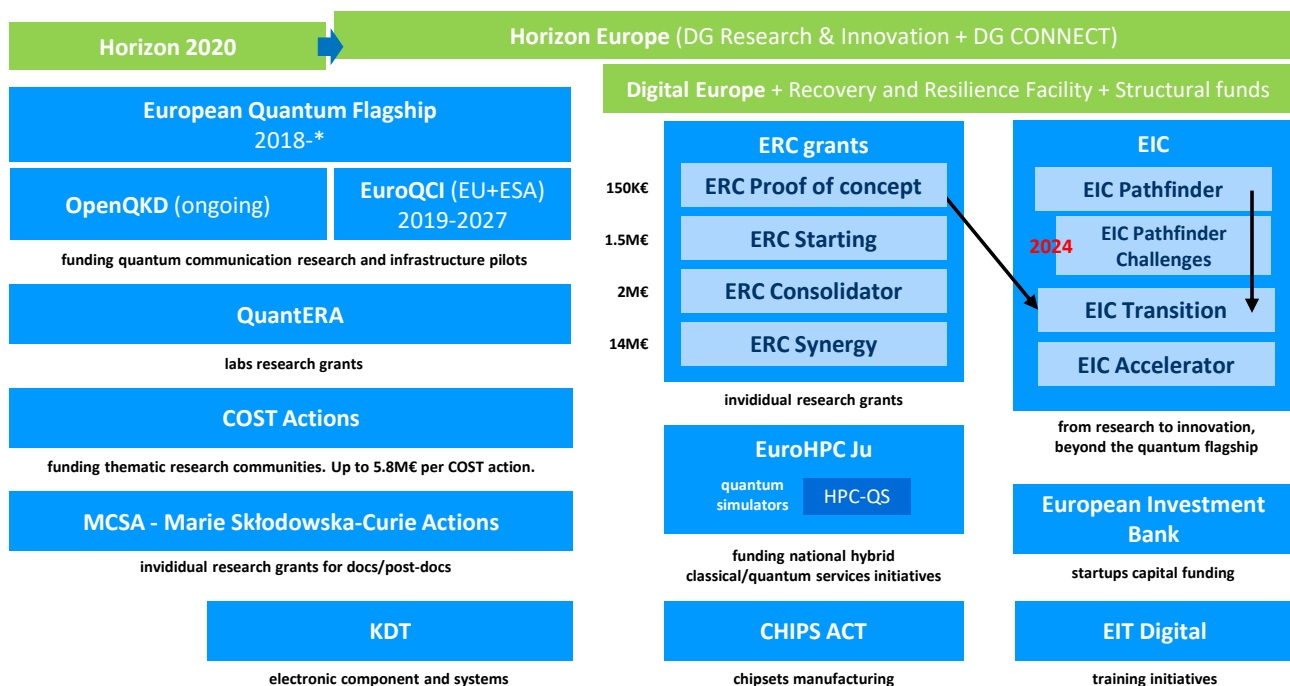 Horizon 2020
Horizon Europe (DG Research & Innovation + DG CONNECT)
Digital Europe + Recovery and Resilience Facility + Structural funds
European Quantum Flagship
2018-*
OpenQKD (ongoing)
EuroQCI (EU+ESA)
2019-2027
funding quantum communication research and infrastructure pilots
QuantERA
labs research grants
COST Actions
funding thematic research communities. Up to 5.8M€ per COST action.
MCSA - Marie Skłodowska-Curie Actions
invididual research grants for docs/post-docs
KDT
electronic component and systems
ERC grants
150K€
ERC Proof of concept
1.5M€
ERC Starting
2M€
ERC Consolidator
14M€
ERC Synergy
invididual research grants
EuroHPC Ju
quantum
simulators
HPC-QS
funding national hybrid
classical/quantum services initiatives
CHIPS ACT
chipsets manufacturing
EIC
EIC Pathfinder
2024
EIC Pathfinder
Challenges
EIC Transition
EIC Accelerator
from research to innovation,
beyond the quantum flagship
European Investment
Bank
startups capital funding
EIT Digital
training initiatives